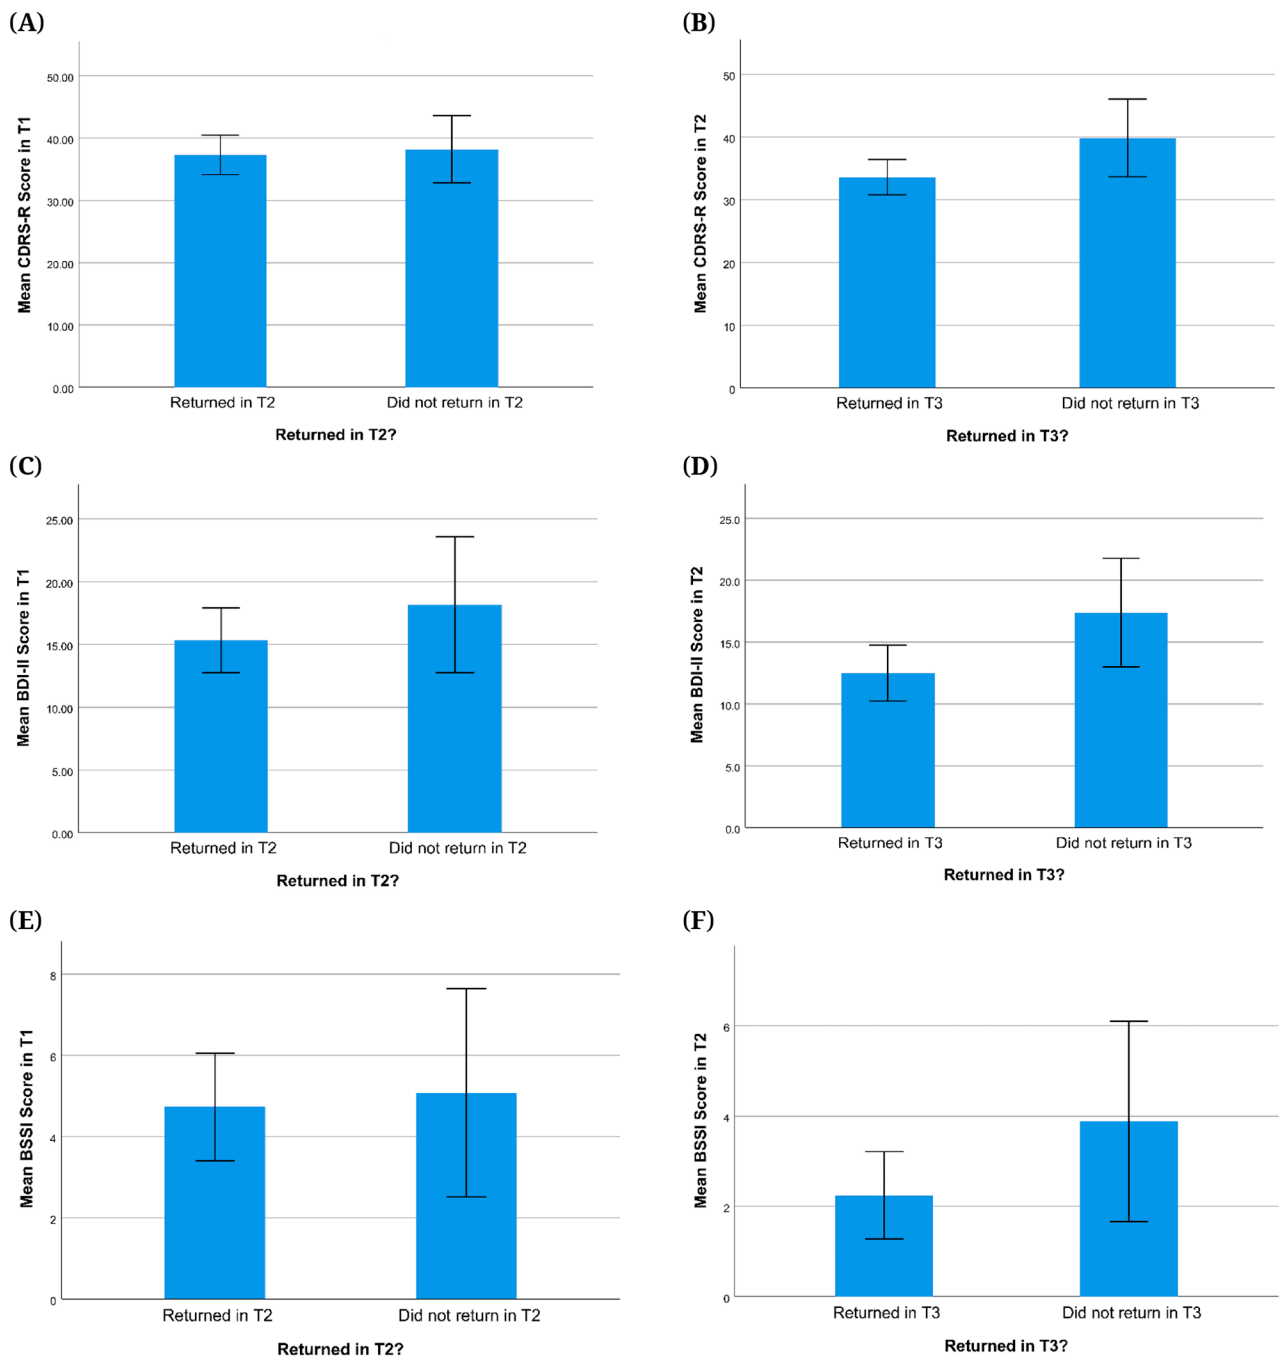 (A)
Mean CDRS-R Score in T1
50.00
40.00
30.00
20.00
10.00
0.00
Returned in T2
Did not return in T2
Returned in T2?
(B)
Mean CDRS-R Score in T2
50
40
30
20
10
0
Returned in T3
Did not return in T3
Returned in T3?
(C)
Mean BDI-II Score in T1
25.00
20.00
15.00
10.00
5.00
0.00
Returned in T2
Did not return in T2
Returned in T2?
(D)
Mean BDI-II Score in T2
25.0
20.0
15.0
10.0
5.0
0.0
Returned in T3
Did not return in T3
Returned in T3?
(E)
Mean BSSI Score in T1
8
6
4
2
0
Returned in T2
Did not return in T2
Returned in T2?
(F)
Mean BSSI Score in T2
6
4
2
0
Returned in T3
Did not return in T3
Returned in T3?